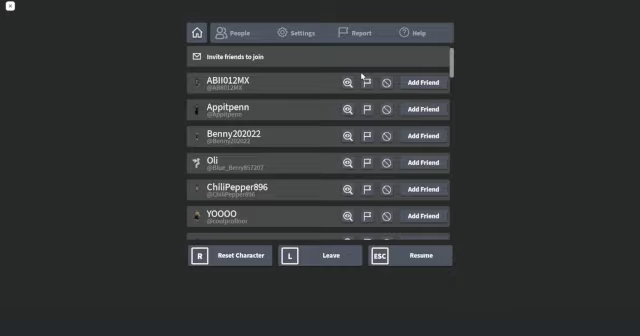 People
Settings
Report
Help
Invite friends to join
ABII012MX
@ABII012MX
Add Friend
Appitpenn
@Appitpenn
Add Friend
Benny202022
@Benny202022
Add Friend
Oli
Add Friend
ChiliPepper896
@ChiliPepper896
Add Friend
YOOOO
Add Friend
R Reset Character
L Leave
ESC Resume